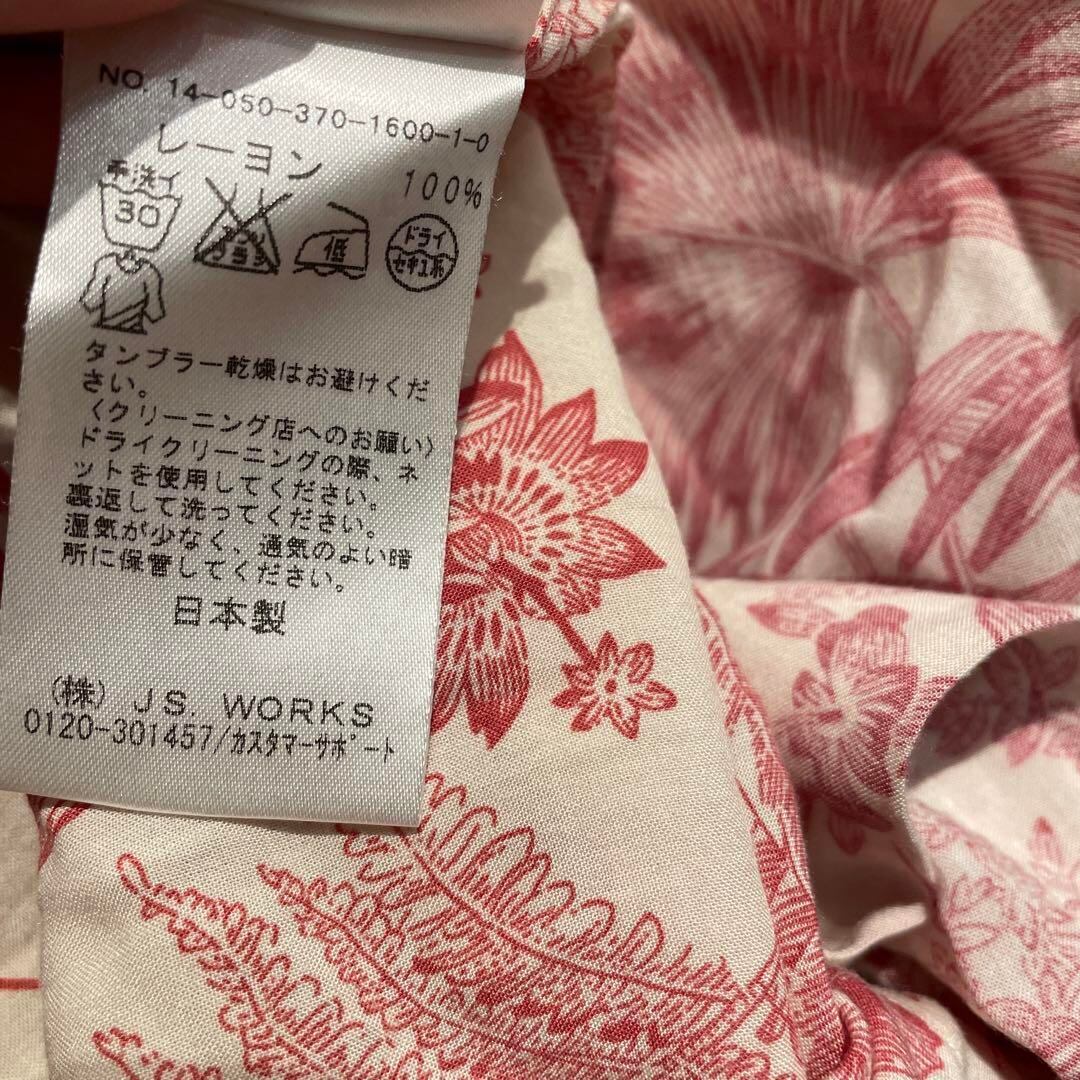 NO. 14-050-370-1600-1-0
レーヨン 100%
手洗イ
30
エンソサラシ
低
ドライ
セキユ系
タンブラー乾燥はお避けくだ
さい。
〈クリーニング店へのお願い〉
ドライクリーニングの際、ネ
ットを使用してください。
裏返して洗ってください。
湿気が少なく、通気のよい暗
所に保管してください。
日本製
(株) J.S. WORKS
0120-301457/カスタマーサポート